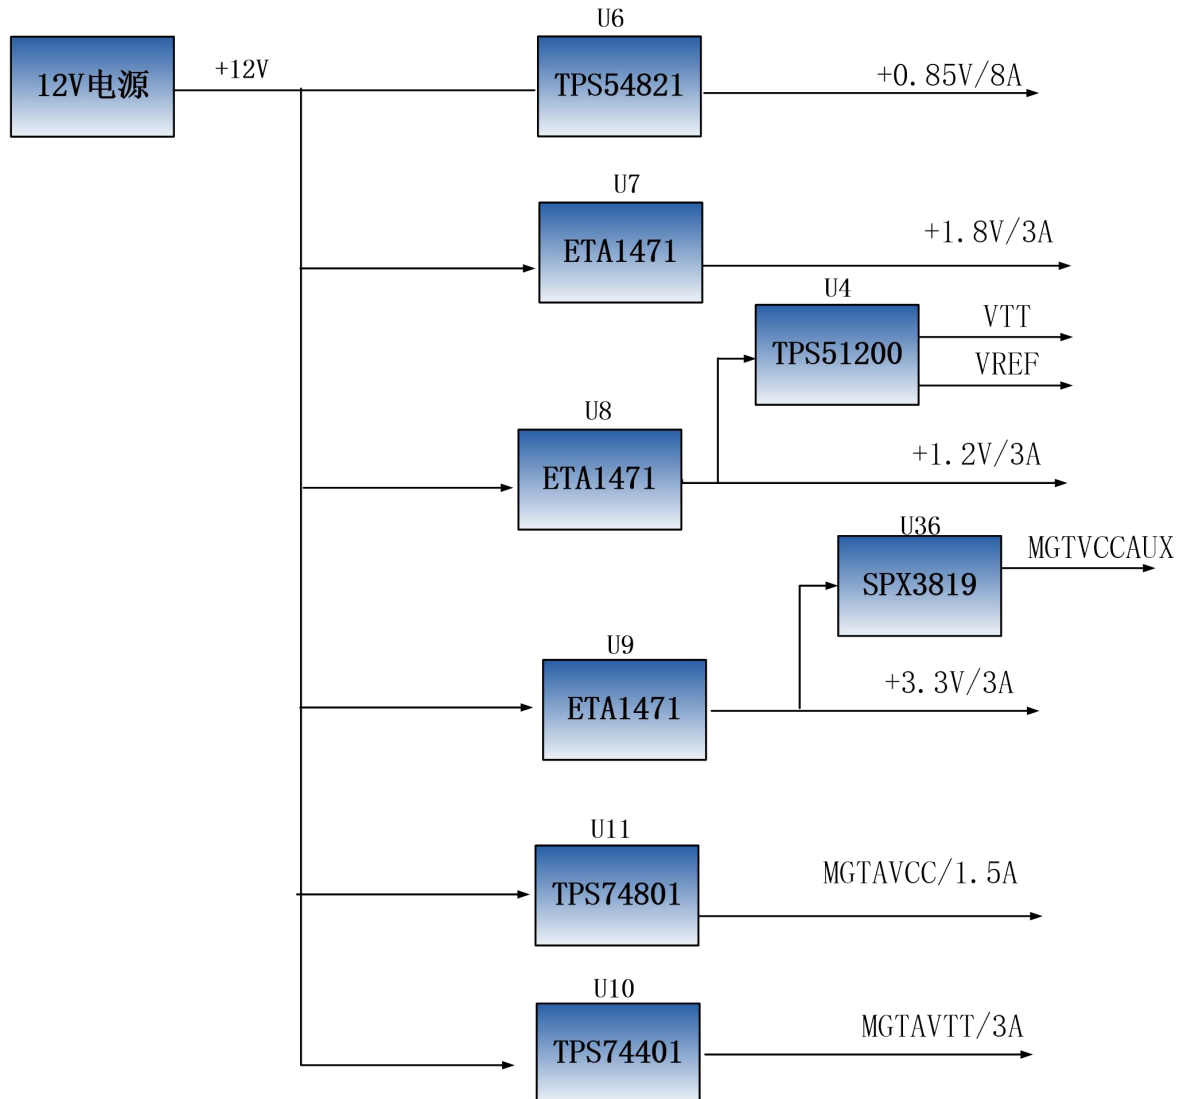 U6
12V电源
+12V
TPS54821
+0.85V/8A
U7
ETA1471
+1.8V/3A
U4
TPS51200
VTT
VREF
U8
ETA1471
+1.2V/3A
U36
SPX3819
MGTVCCAUX
U9
ETA1471
+3.3V/3A
U11
TPS74801
MGTAVCC/1.5A
U10
TPS74401
MGTAVTT/3A